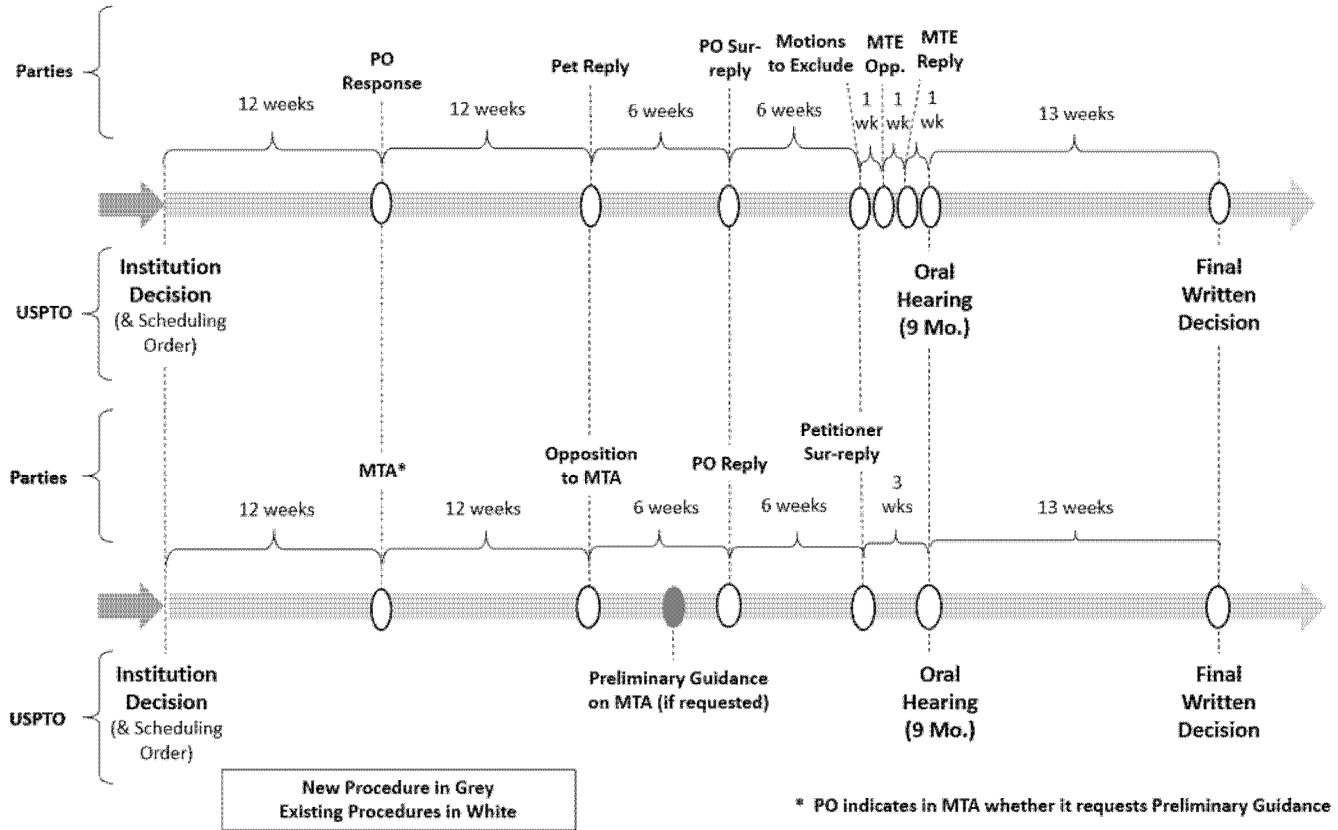 Parties
PO
Response
Pet Reply
PO Sur-
reply
Motions
to Exclude
MTE
Opp.
MTE
Reply
12 weeks
12 weeks
6 weeks
6 weeks
1
wk
1
wk
1
wk
13 weeks
USPTO
Institution
Decision
(& Scheduling
Order)
Oral
Hearing
(9 Mo.)
Final
Written
Decision
Parties
MTA*
Opposition
to MTA
PO Reply
Petitioner
Sur-reply
12 weeks
12 weeks
6 weeks
6 weeks
3
wks
13 weeks
USPTO
Institution
Decision
(& Scheduling
Order)
Preliminary Guidance
on MTA (if requested)
Oral
Hearing
(9 Mo.)
Final
Written
Decision
New Procedure in Grey
Existing Procedures in White
* PO indicates in MTA whether it requests Preliminary Guidance